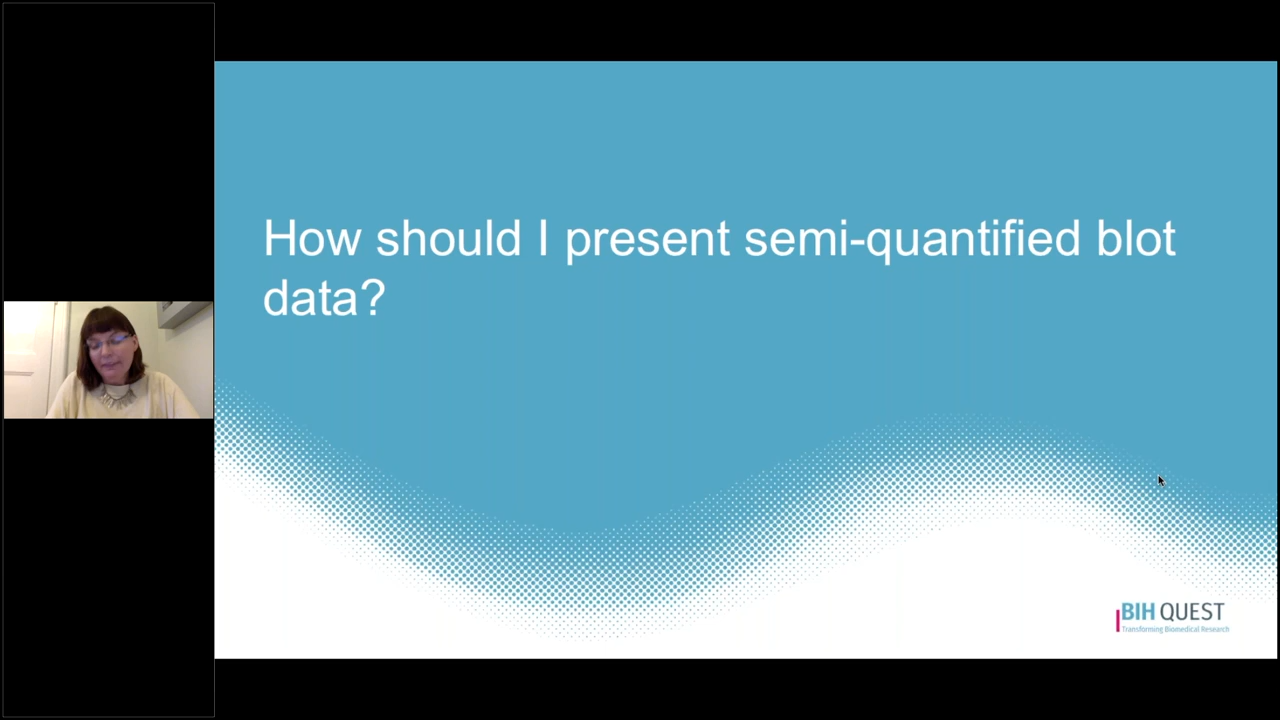 How should I present semi-quantified blot
data?
BIH QUEST
Transforming Biomedical Research